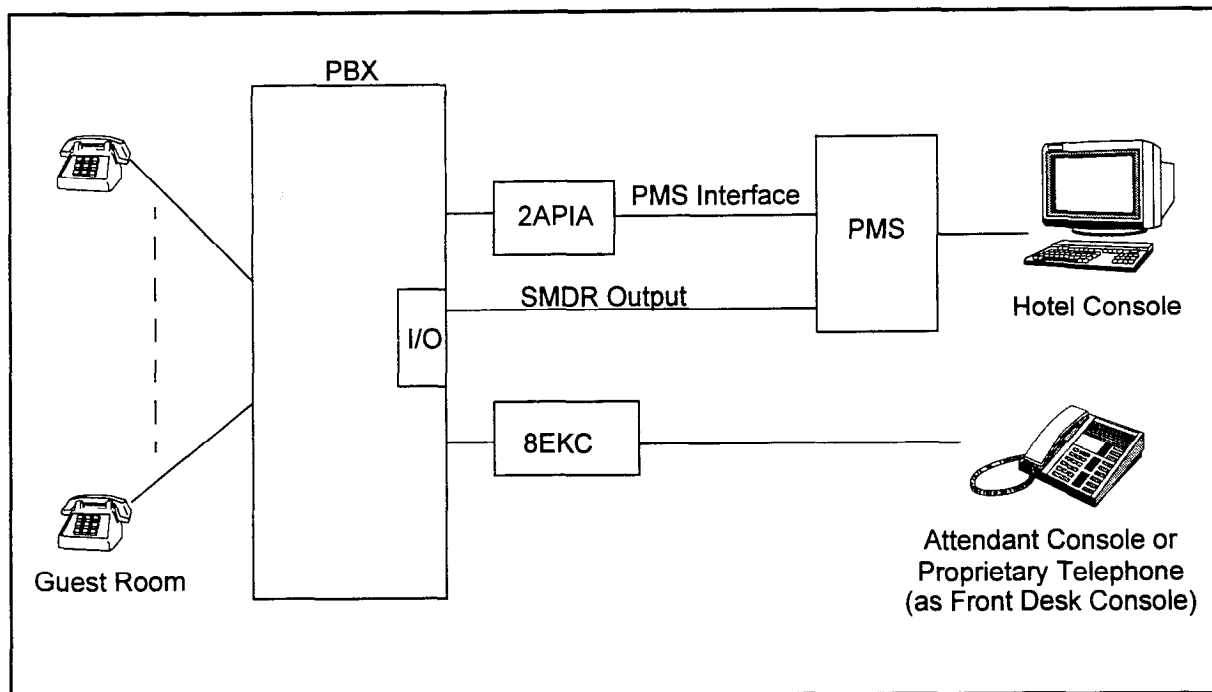 PBX
2APIA
PMS Interface
PMS
SMDR Output
I/O
Hotel Console
8EKC
Guest Room
Attendant Console or
Proprietary Telephone
(as Front Desk Console)